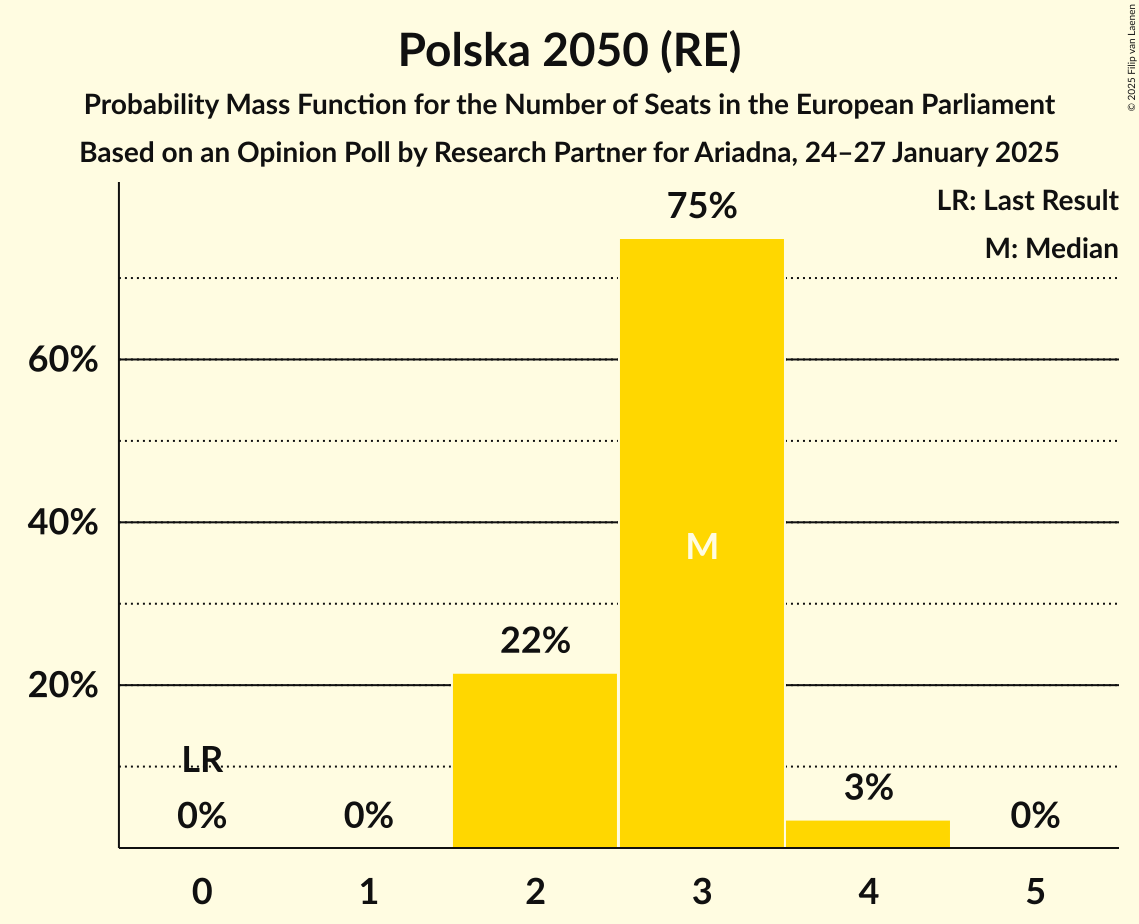 Polska 2050 (RE)
Probability Mass Function for the Number of Seats in the European Parliament
Based on an Opinion Poll by Research Partner for Ariadna, 24–27 January 2025
© 2025 Filip van Laenen
LR: Last Result
M: Median
75%
60%
40%
M
22%
20%
LR
3%
0%
0%
0%
0
1
2
3
4
5